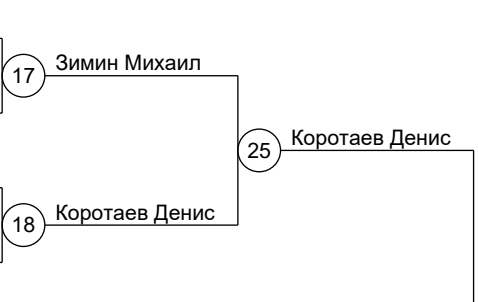 Зимин Михаил
17
Коротаев Денис
25
Коротаев Денис
18